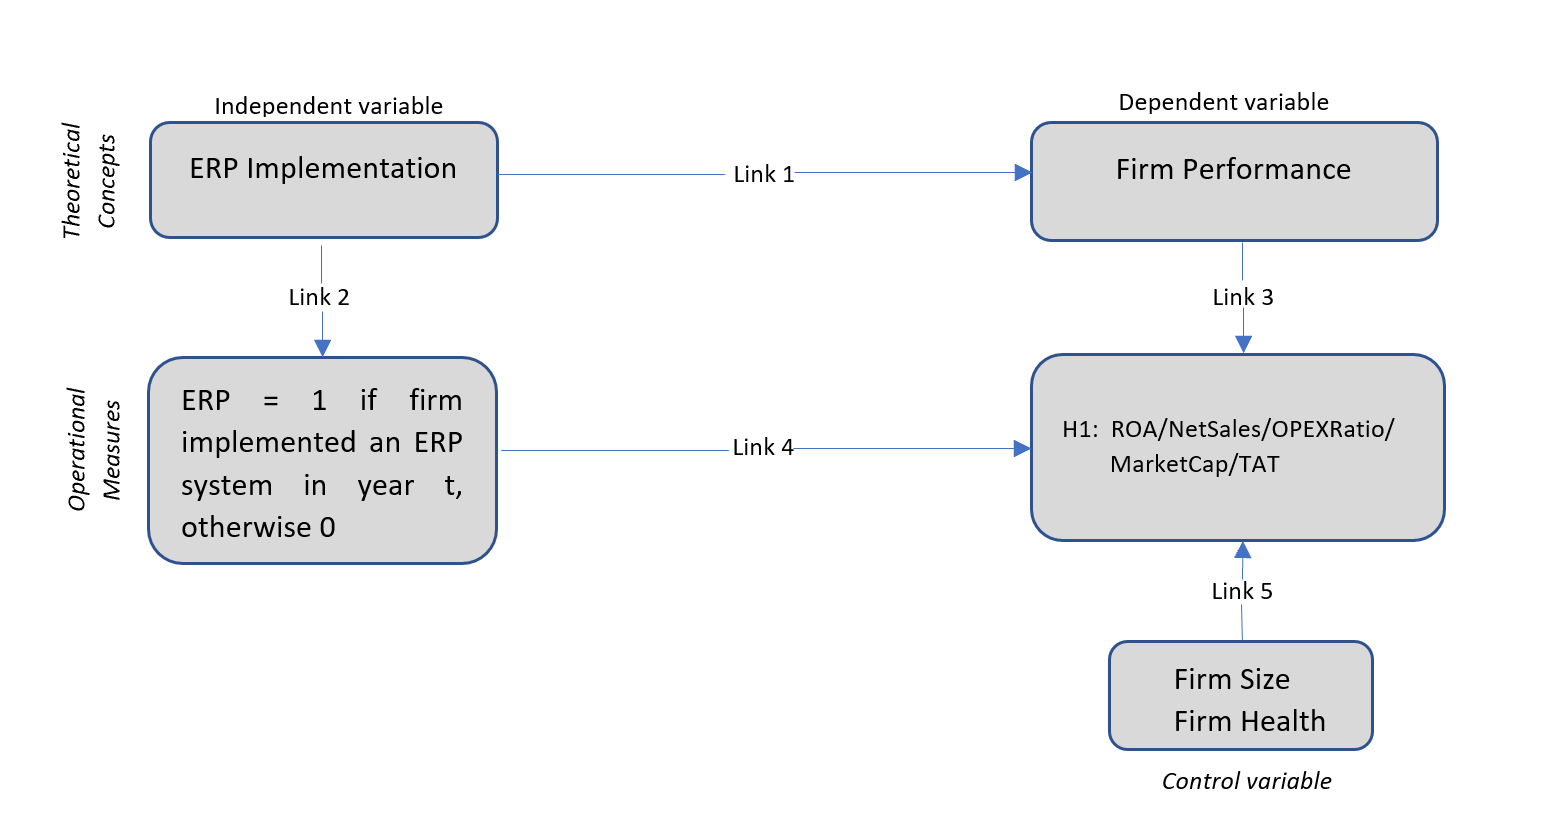 Independent variable
Dependent variable
Theoretical
Concepts
ERP Implementation
Link 1
Firm Performance
Link 2
Link 3
Operational
Measures
ERP = 1 if firm
implemented an ERP
system in year t,
otherwise 0
Link 4
H1: ROA/NetSales/OPEXRatio/
MarketCap/TAT
Link 5
Firm Size
Firm Health
Control variable